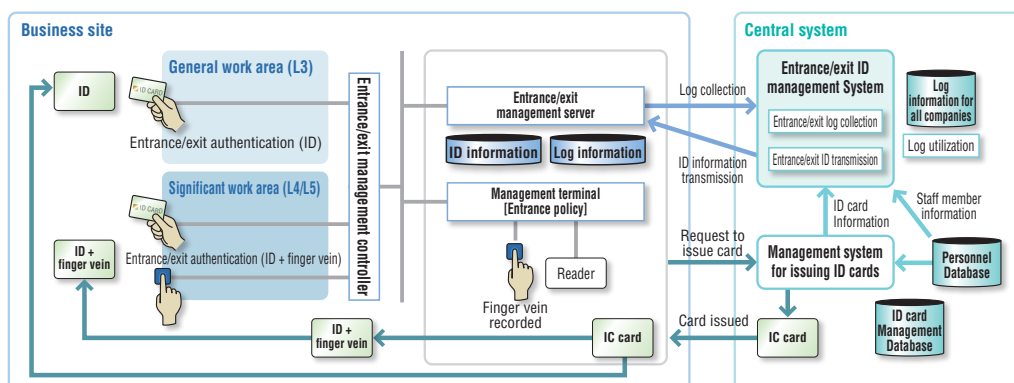 Business site
Central system
General work area (L3)
ID
ID CARD
Entrance/exit authentication (ID)
Significant work area (L4/L5)
ID CARD
ID +
finger vein
Entrance/exit authentication (ID + finger vein)
Entrance/exit management controller
Entrance/exit
management server
ID information
Log information
Management terminal
[Entrance policy]
Reader
Finger vein
recorded
ID +
finger vein
IC card
Log collection
ID information
transmission
Request to
issue card
Card issued
Entrance/exit ID
management System
Entrance/exit log collection
Entrance/exit ID transmission
Log
information for
all companies
Log utilization
ID card
Information
Staff member
information
Management system
for issuing ID cards
Personnel
Database
IC card
ID card
Management
Database